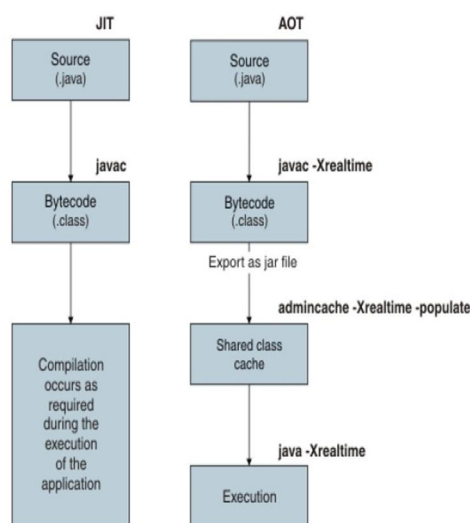 JIT
Source
(.java)
javac
Bytecode
(.class)
Compilation
occurs as
required
during the
execution
of the
application
AOT
Source
(.java)
javac -Xrealtime
Bytecode
(.class)
Export as jar file
admincache -Xrealtime -populate
Shared class
cache
java -Xrealtime
Execution